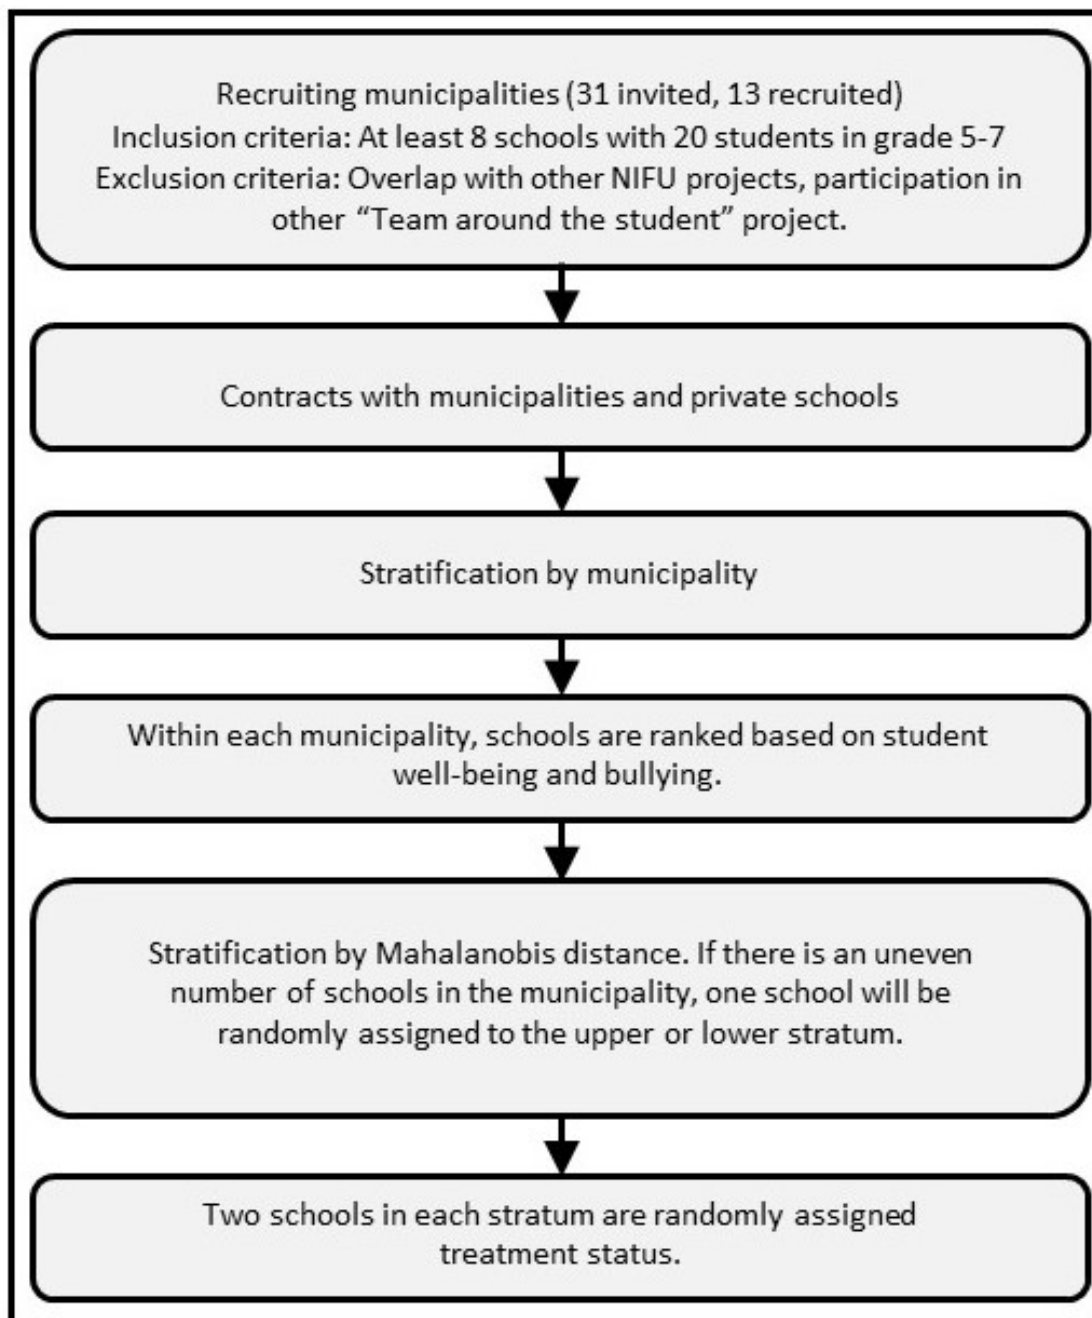 Recruiting municipalities (31 invited, 13 recruited)
Inclusion criteria: At least 8 schools with 20 students in grade 5-7
Exclusion criteria: Overlap with other NIFU projects, participation in
other “Team around the student” project.
Contracts with municipalities and private schools
Stratification by municipality
Within each municipality, schools are ranked based on student
well-being and bullying.
Stratification by Mahalanobis distance. If there is an uneven
number of schools in the municipality, one school will be
randomly assigned to the upper or lower stratum.
Two schools in each stratum are randomly assigned
treatment status.